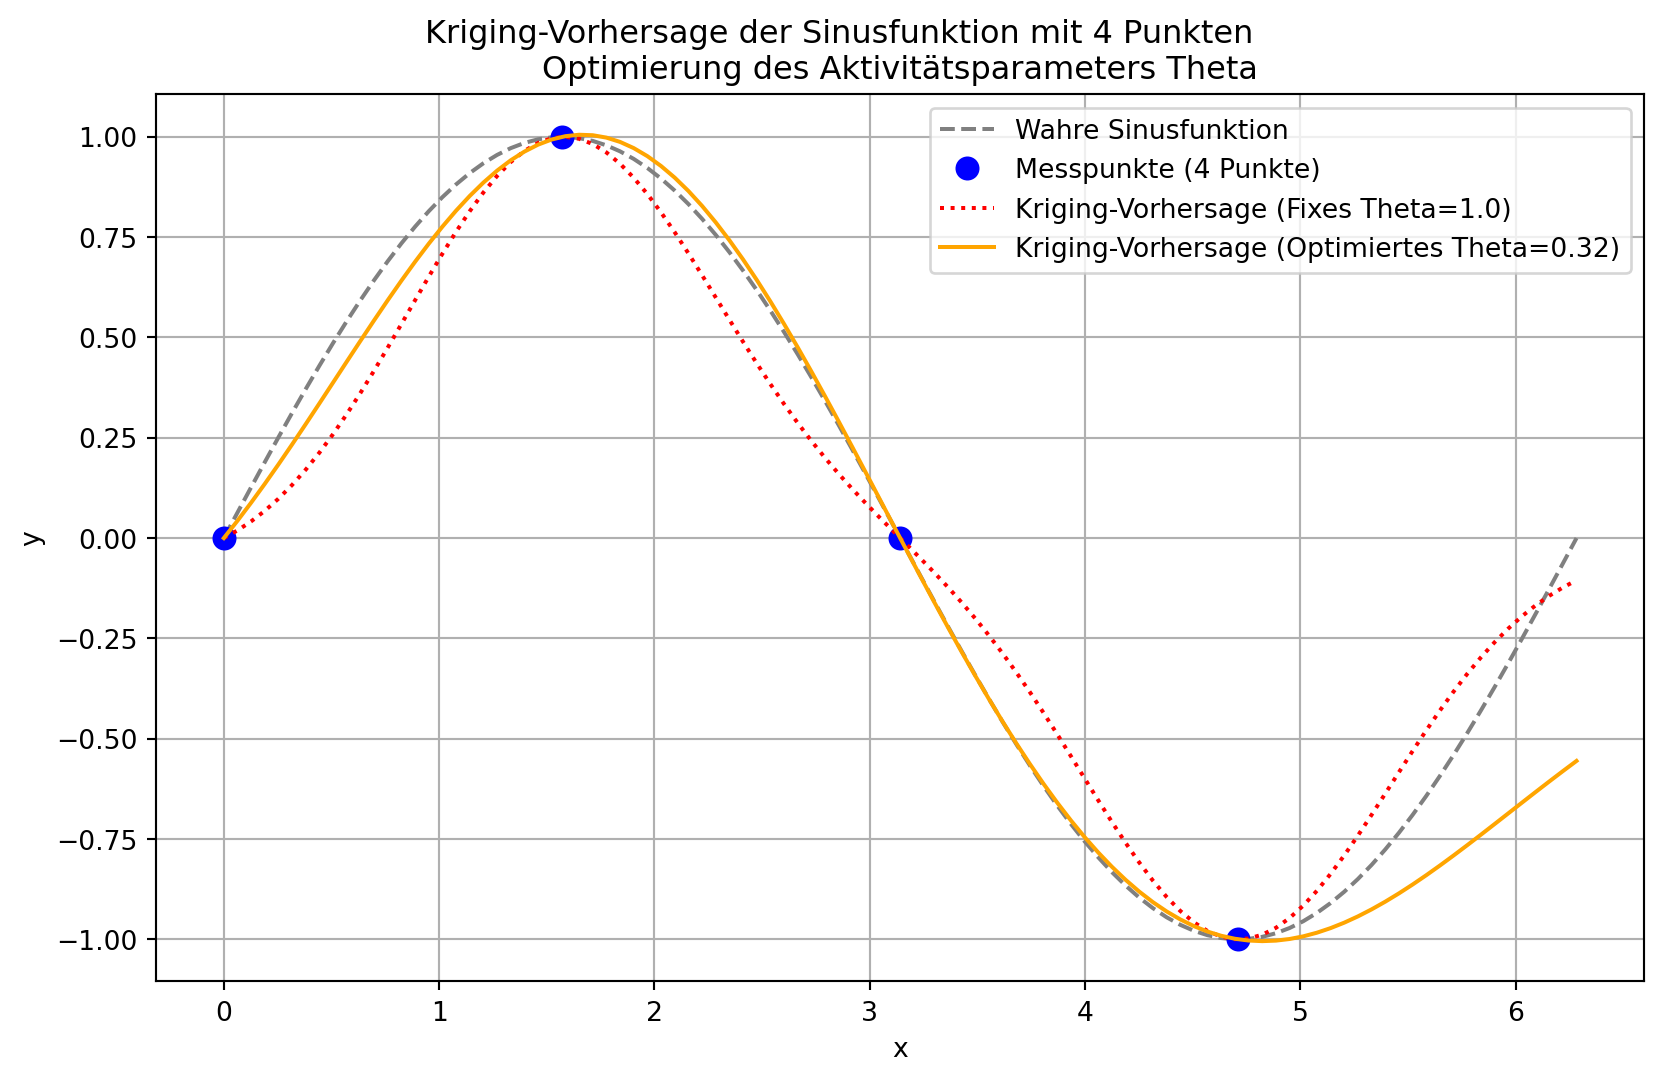 Kriging-Vorhersage der Sinusfunktion mit 4 Punkten
Optimierung des Aktivitätsparameters Theta
Wahre Sinusfunktion
Messpunkte (4 Punkte)
Kriging-Vorhersage (Fixes Theta=1.0)
Kriging-Vorhersage (Optimiertes Theta=0.32)
1.00
0.75
0.50
0.25
0.00
−0.25
−0.50
−0.75
−1.00
y
0 1 2 3 4 5 6
x